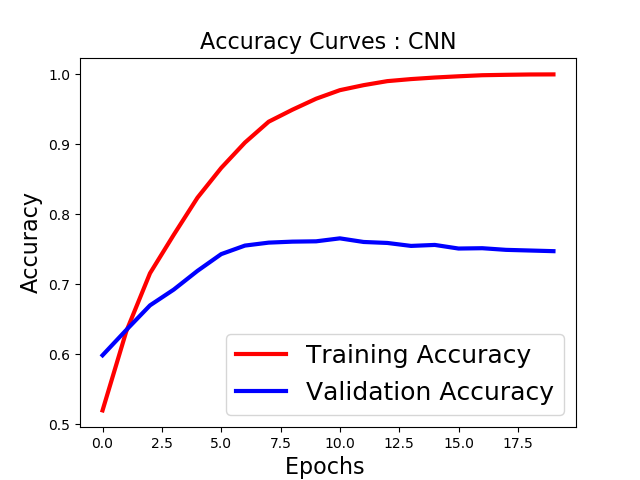 Accuracy Curves : CNN
1.0
0.9
0.8
0.7
0.6
0.5
Accuracy
Training Accuracy
Validation Accuracy
0.0 2.5 5.0 7.5 10.0 12.5 15.0 17.5
Epochs